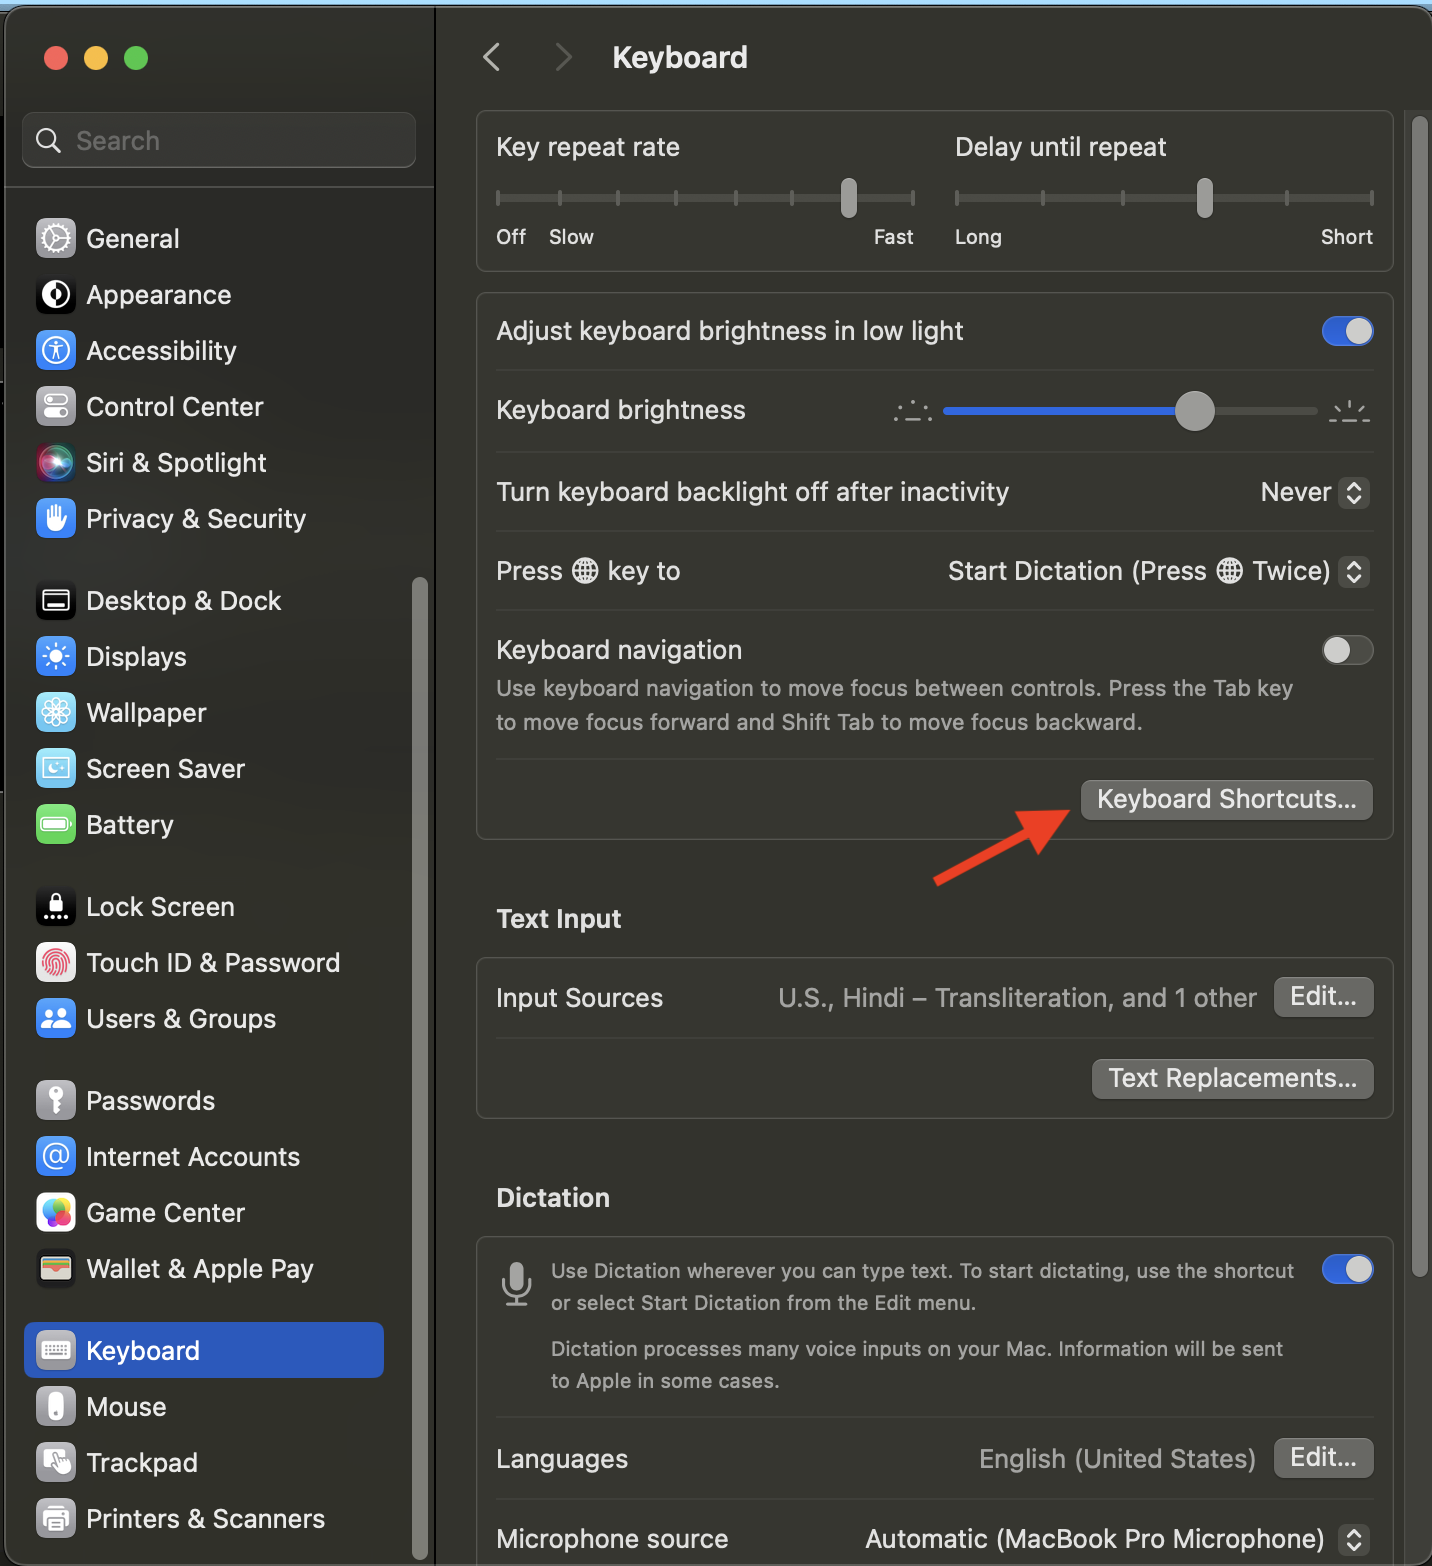 Search
General
Appearance
Accessibility
Control Center
Siri & Spotlight
Privacy & Security
Desktop & Dock
Displays
Wallpaper
Screen Saver
Battery
Lock Screen
Touch ID & Password
Users & Groups
Passwords
Internet Accounts
Game Center
Wallet & Apple Pay
Keyboard
Mouse
Trackpad
Printers & Scanners
Keyboard
Key repeat rate
Off Slow Fast
Delay until repeat
Long Short
Adjust keyboard brightness in low light
Keyboard brightness
Turn keyboard backlight off after inactivity Never
Press key to Start Dictation (Press Twice)
Keyboard navigation
Use keyboard navigation to move focus between controls. Press the Tab key
to move focus forward and Shift Tab to move focus backward.
Keyboard Shortcuts...
Text Input
Input Sources U.S., Hindi – Transliteration, and 1 other Edit...
Text Replacements...
Dictation
Use Dictation wherever you can type text. To start dictating, use the shortcut
or select Start Dictation from the Edit menu.
Dictation processes many voice inputs on your Mac. Information will be sent
to Apple in some cases.
Languages English (United States) Edit...
Microphone source Automatic (MacBook Pro Microphone)